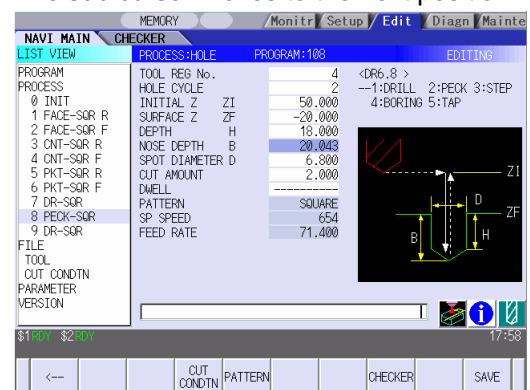 MEMORY Monitr Setup Edit Diagn Mainte
NAVI MAIN CHECKER
LIST VIEW PROCESS:HOLE PROGRAM:108 EDITING
PROGRAM
PROCESS
0 INIT
1 FACE-SQR R
2 FACE-SQR F
3 CNT-SQR R
4 CNT-SQR F
5 PKT-SQR R
6 PKT-SQR F
7 DR-SQR
8 PECK-SQR
9 DR-SQR
FILE
TOOL
CUT CONDTN
PARAMETER
VERSION
TOOL REG No. 4
HOLE CYCLE 2
INITIAL Z ZI 50.000
SURFACE Z ZF -20.000
DEPTH H 18.000
NOSE DEPTH B 20.043
SPOT DIAMETER D 6.800
CUT AMOUNT 2.000
DWELL ----------
PATTERN SQUARE
SP SPEED 654
FEED RATE 71.400
<DR6.8 >
--1:DRILL 2:PECK 3:STEP
4:BORING 5:TAP
ZI
D
ZF
B
H
$1RDY $2RDY 17:58
<-- CUT CONDTN PATTERN CHECKER SAVE